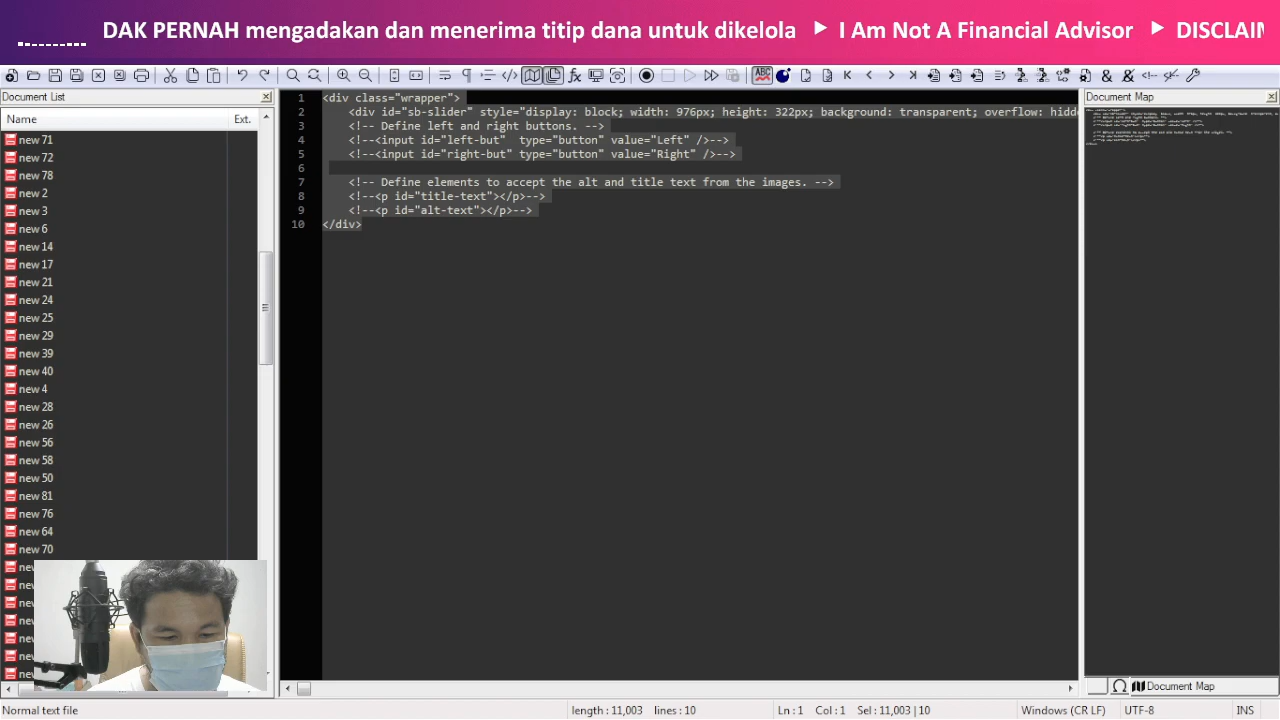 DAK PERNAH mengadakan dan menerima titip dana untuk dikelola ► I Am Not A Financial Advisor ► DISCLAIM
Document List
Name Ext.
new 71
new 72
new 78
new 2
new 3
new 6
new 14
new 17
new 21
new 24
new 25
new 29
new 39
new 40
new 4
new 28
new 26
new 56
new 58
new 50
new 81
new 76
new 64
new 70
1 <div class="wrapper">
2 <div id="sb-slider" style="display: block; width: 976px; height: 322px; background: transparent; overflow: hidde
3 <!-- Define left and right buttons. -->
4 <!--<input id="left-but" type="button" value="Left" />-->
5 <!--<input id="right-but" type="button" value="Right" />-->
6
7 <!-- Define elements to accept the alt and title text from the images. -->
8 <!--<p id="title-text"></p>-->
9 <!--<p id="alt-text"></p>-->
10 </div>
Document Map
Document Map
Normal text file length : 11,003 lines : 10 Ln : 1 Col : 1 Sel : 11,003 | 10 Windows (CR LF) UTF-8 INS